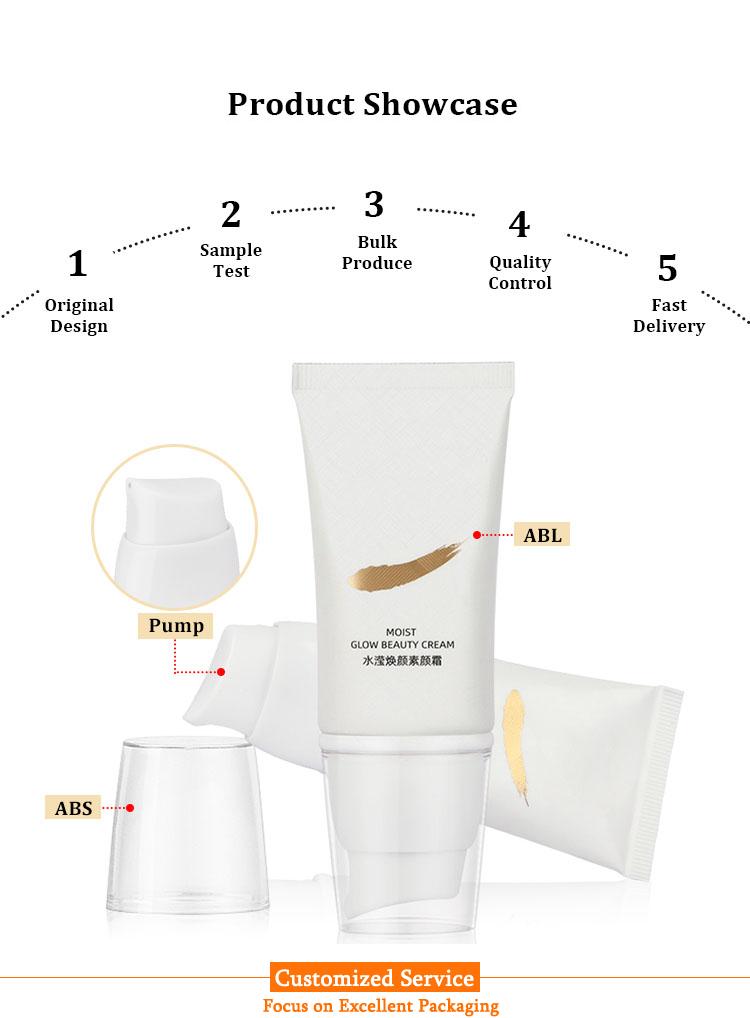 Product Showcase
1
Original
Design
2
Sample
Test
3
Bulk
Produce
4
Quality
Control
5
Fast
Delivery
ABL
Pump
MOIST
GLOW BEAUTY CREAM
水滢焕颜素颜霜
ABS
Customized Service
Focus on Excellent Packaging